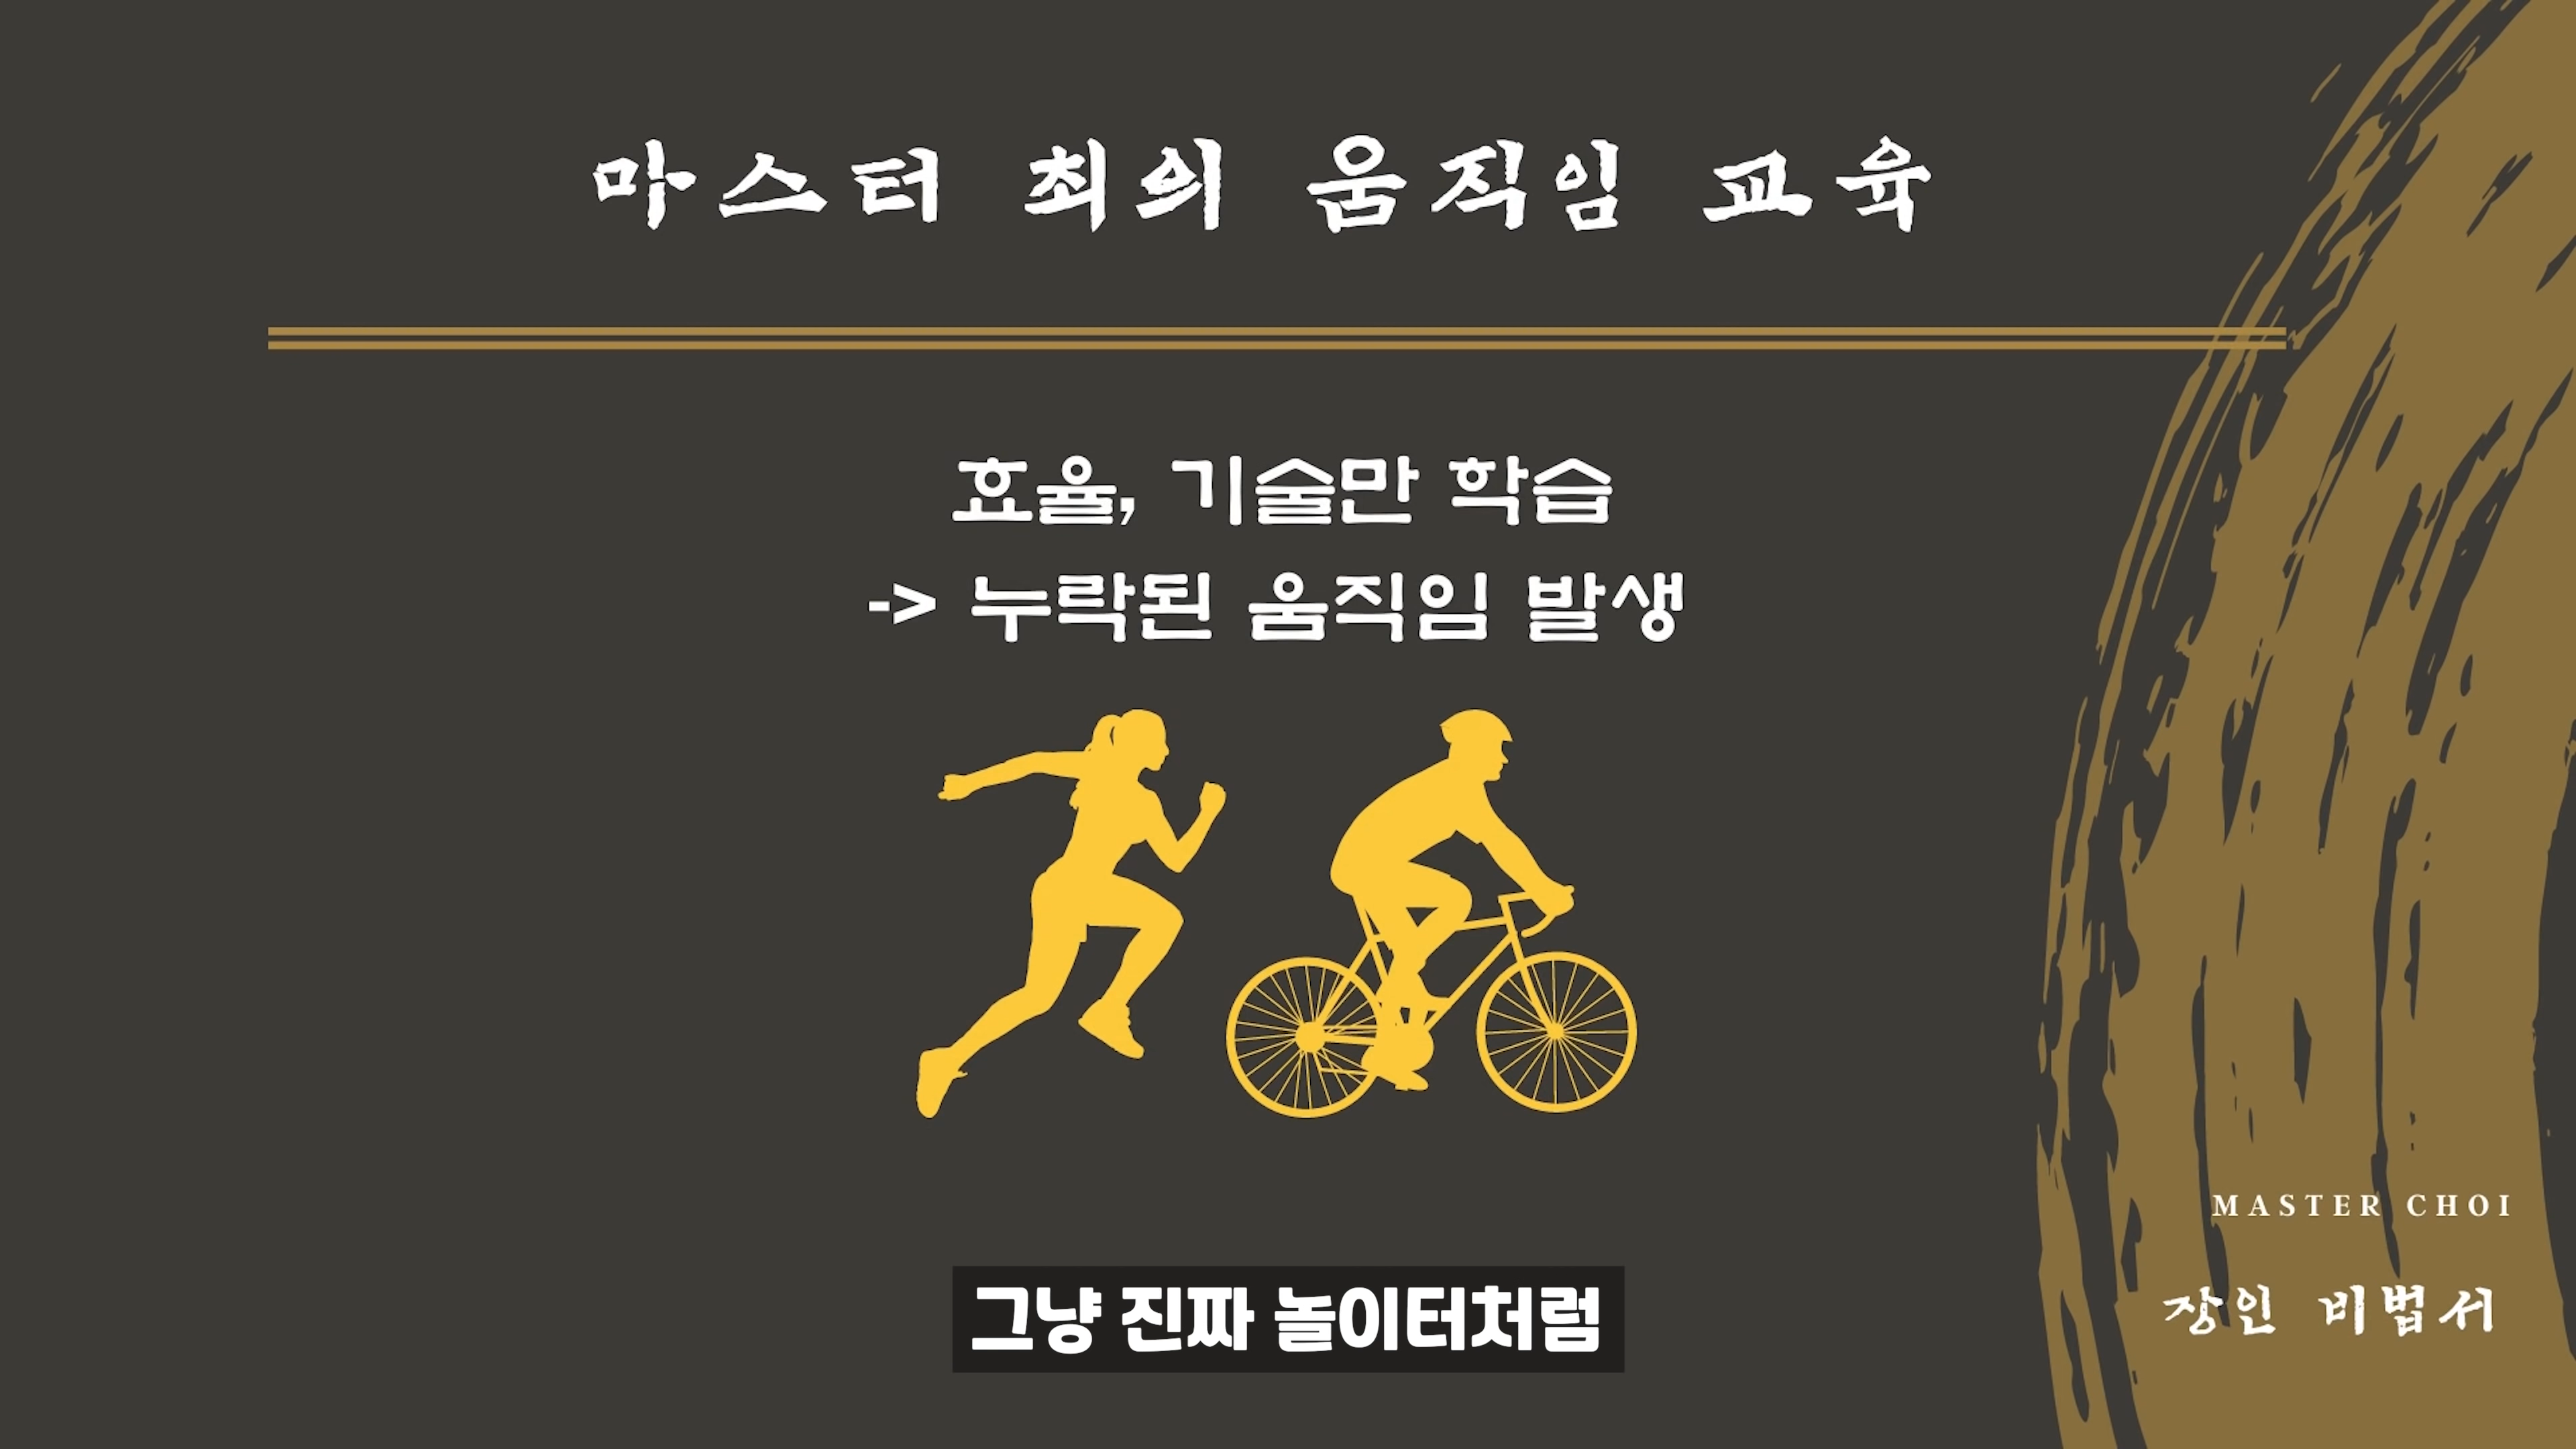 마스터 최의 움직임 교육
효율, 기술만 학습
-> 누락된 움직임 발생
MASTER CHOI
장인 비법서
그냥 진짜 놀이터처럼